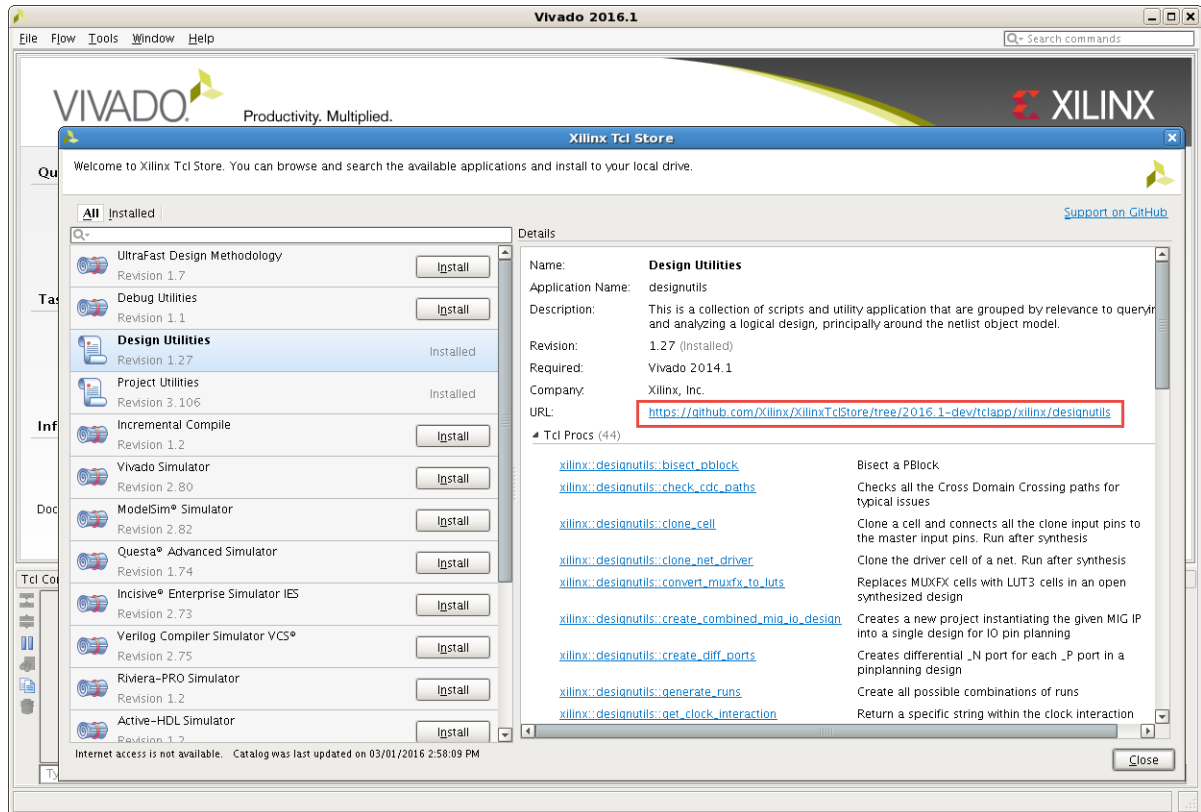 Vivado 2016.1
File Flow Tools Window Help
Search commands
VIVADO.
Productivity. Multiplied.
XILINX
Xilinx Tcl Store
Qu
Welcome to Xilinx Tcl Store. You can browse and search the available applications and install to your local drive.
All Installed
Support on GitHub
Details
UltraFast Design Methodology
Revision 1.7
Install
Tas
Debug Utilities
Revision 1.1
Install
Design Utilities
Revision 1.27
Installed
Project Utilities
Revision 3.106
Installed
Inf
Incremental Compile
Revision 1.2
Install
Vivado Simulator
Revision 2.80
Install
Doc
ModelSim® Simulator
Revision 2.82
Install
Questa® Advanced Simulator
Revision 1.74
Install
Tcl Co
Incisive® Enterprise Simulator IES
Revision 2.73
Install
Verilog Compiler Simulator VCS®
Revision 2.75
Install
Riviera-PRO Simulator
Revision 1.2
Install
Active-HDL Simulator
Revision 1.2
Install
Name: Design Utilities
Application Name: designutils
Description: This is a collection of scripts and utility application that are grouped by relevance to queryin
and analyzing a logical design, principally around the netlist object model.
Revision: 1.27 (Installed)
Required: Vivado 2014.1
Company: Xilinx, Inc.
URL: https://github.com/Xilinx/XilinxTclStore/tree/2016.1-dev/tclapp/xilinx/designutils
Tcl Procs (44)
xilinx::designutils::bisect_pblock Bisect a PBlock
xilinx::designutils::check_cdc_paths Checks all the Cross Domain Crossing paths for
typical issues
xilinx::designutils::clone_cell Clone a cell and connects all the clone input pins to
the master input pins. Run after synthesis
xilinx::designutils::clone_net_driver Clone the driver cell of a net. Run after synthesis
xilinx::designutils::convert_muxfx_to_luts Replaces MUXFX cells with LUT3 cells in an open
synthesized design
xilinx::designutils::create_combined_mig_io_design Creates a new project instantiating the given MIG IP
into a single design for IO pin planning
xilinx::designutils::create_diff_ports Creates differential _N port for each _P port in a
pinplanning design
xilinx::designutils::generate_runs Create all possible combinations of runs
xilinx::designutils::get_clock_interaction Return a specific string within the clock interaction
Internet access is not available. Catalog was last updated on 03/01/2016 2:58:09 PM
Close
Ty